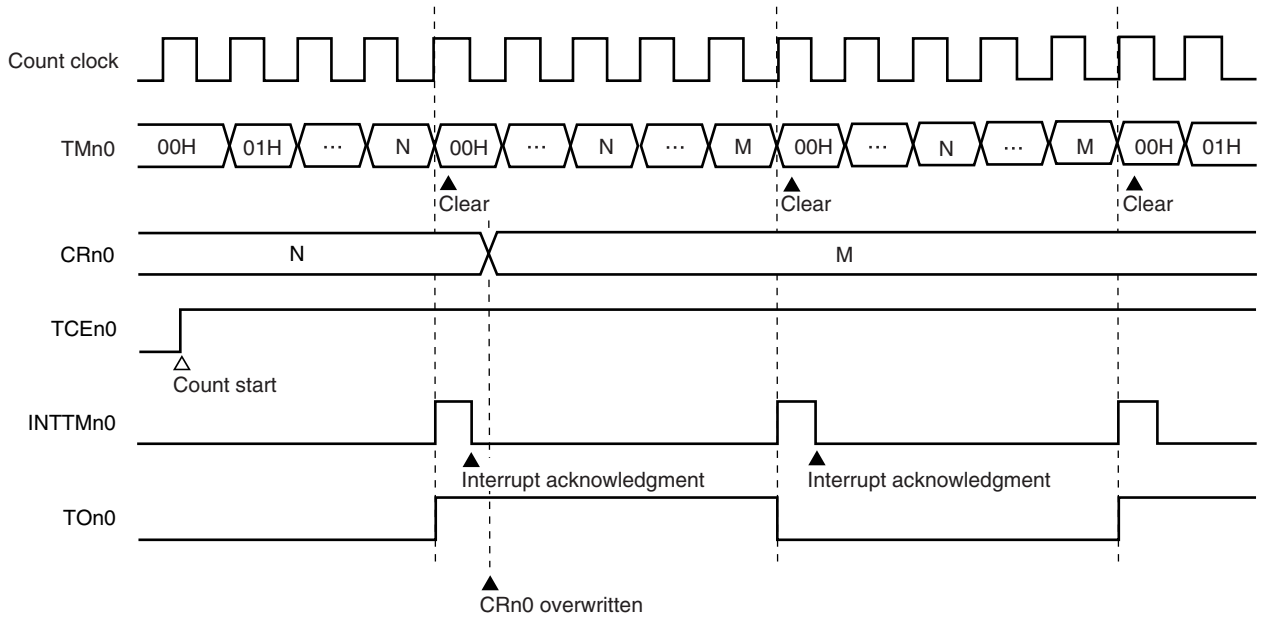 Count clock
TMn0 00H 01H ... N 00H ... N ... M 00H ... N ... M 00H 01H
Clear Clear Clear
CRn0 N M
TCEn0
Count start
INTTMn0
Interrupt acknowledgment Interrupt acknowledgment
TOn0
CRn0 overwritten